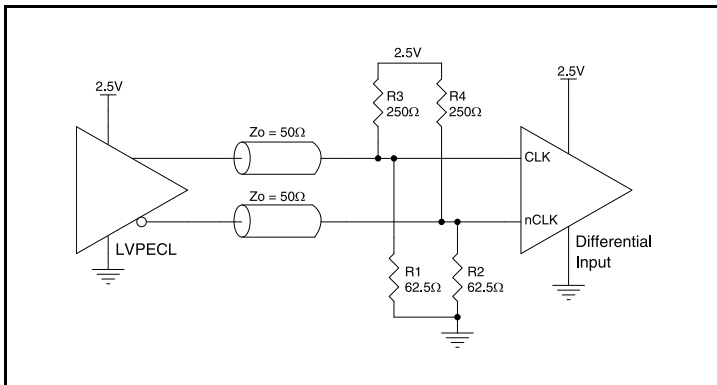 2.5V
2.5V
2.5V
R3
250Ω
R4
250Ω
Zo = 50Ω
CLK
Zo = 50Ω
nCLK
LVPECL
Differential
Input
R1
62.5Ω
R2
62.5Ω